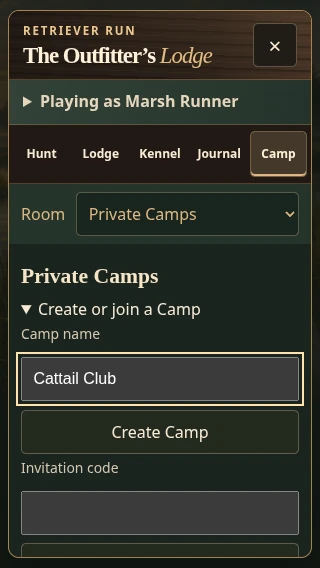 RETRIEVER RUN
The Outfitter’s Lodge
×
▶ Playing as Marsh Runner
Hunt Lodge Kennel Journal Camp
Room Private Camps
Private Camps
▼ Create or join a Camp
Camp name
Cattail Club
Create Camp
Invitation code